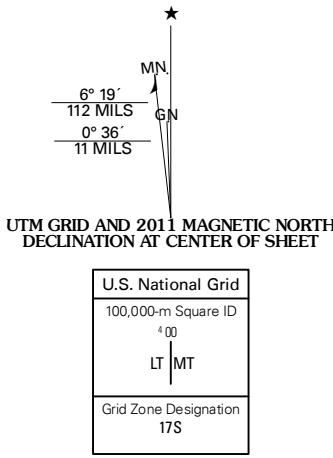 ★
MN.
6° 19´
112 MILS
GN
0° 36´
11 MILS
UTM GRID AND 2011 MAGNETIC NORTH
DECLINATION AT CENTER OF SHEET
U.S. National Grid
100,000-m Square ID
⁴00
LT MT
Grid Zone Designation
17S